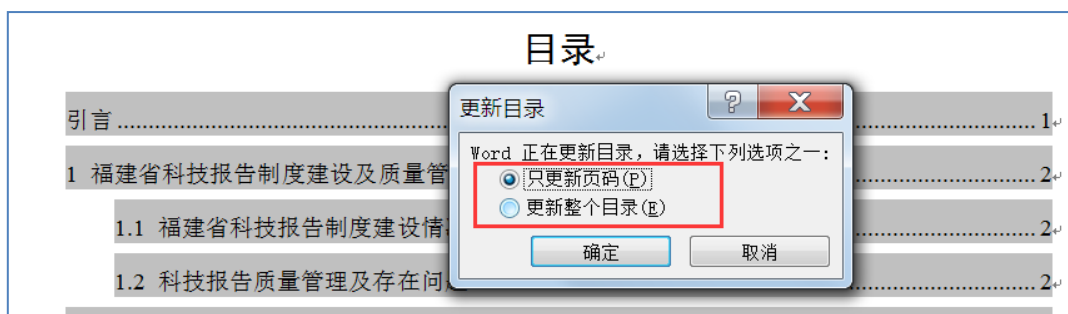 目录
引言 1
更新目录
Word 正在更新目录，请选择下列选项之一：
只更新页码(P)
更新整个目录(E)
确定 取消
1 福建省科技报告制度建设及质量管 2
1.1 福建省科技报告制度建设情 2
1.2 科技报告质量管理及存在问 2